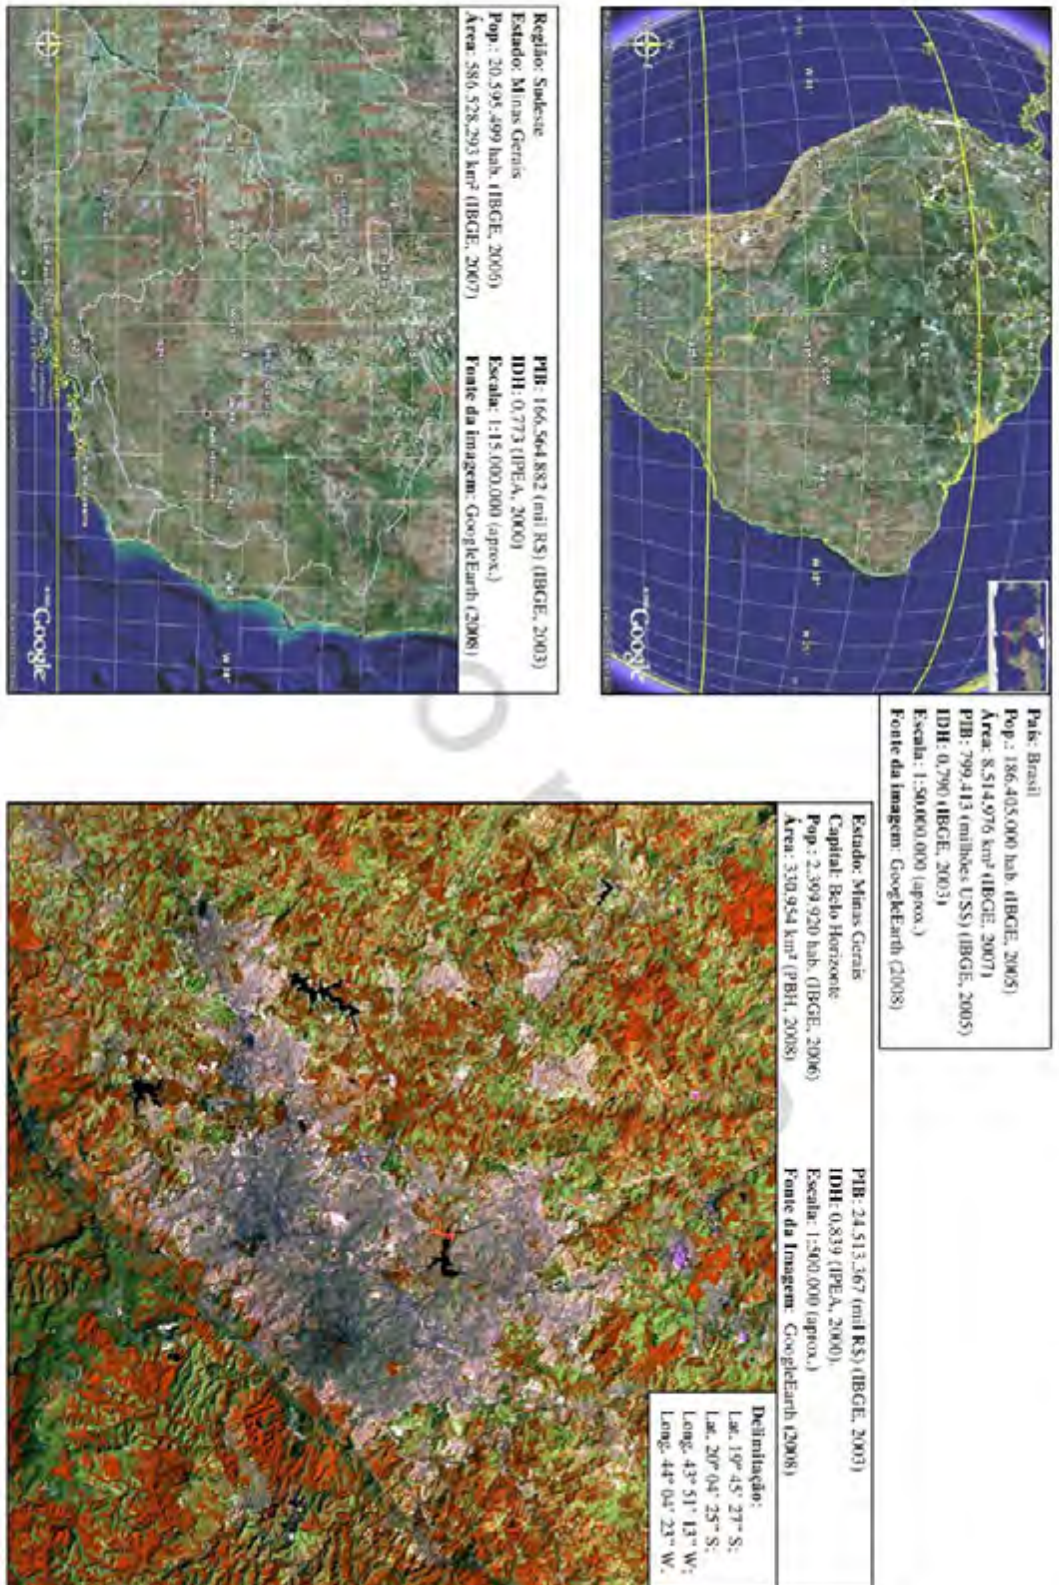 País: Brasil
Pop.: 186.405.000 hab. (IBGE, 2005)
Área: 8.514.976 km² (IBGE, 2007)
PIB: 799.413 (milhões US$) (IBGE, 2005)
IDH: 0,790 (IBGE, 2003)
Escala: 1:50.000.000 (aprox.)
Fonte da imagem: GoogleEarth (2008)
Google
Região: Sudeste
Estado: Minas Gerais
Pop.: 20.595.499 hab. (IBGE, 2006)
Área: 586.528,293 km² (IBGE, 2007)
PIB: 166.564.882 (mil R$) (IBGE, 2003)
IDH: 0,773 (IPEA, 2000)
Escala: 1:15.000.000 (aprox.)
Fonte da imagem: GoogleEarth (2008)
Google
Estado: Minas Gerais
Capital: Belo Horizonte
Pop.: 2.399.920 hab. (IBGE, 2006)
Área: 330,954 km² (PBH, 2008)
PIB: 24.513.367 (mil R$) (IBGE, 2003)
IDH: 0,839 (IPEA, 2000).
Escala: 1:500.000 (aprox.)
Fonte da Imagem: GoogleEarth (2008)
Delimitação:
Lat. 19° 45' 27" S;
Lat. 20° 04' 25" S;
Long. 43° 51' 13" W;
Long. 44° 04' 23" W.